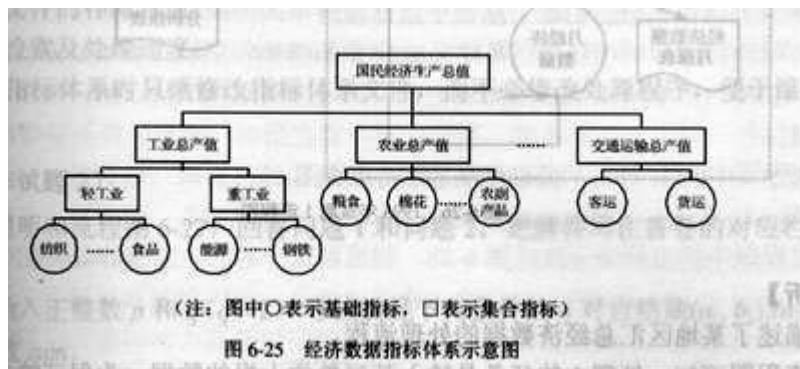 国民经济生产总值
工业总产值 农业总产值 …… 交通运输总产值
轻工业 重工业 粮食 棉花 …… 农副产品 客运 货运
纺织 …… 食品 能源 …… 钢铁
(注：图中○表示基础指标，□表示集合指标)
图 6-25 经济数据指标体系示意图